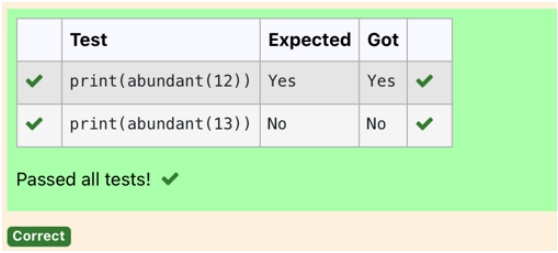 Test Expected Got
print(abundant(12)) Yes Yes
print(abundant(13)) No No
Passed all tests!
Correct